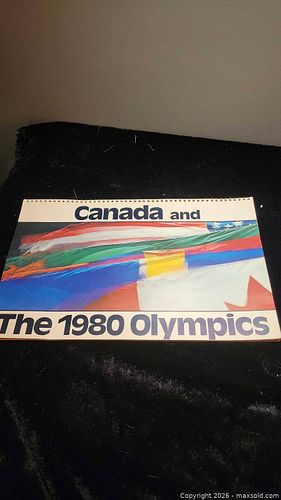 Canada and
The 1980 Olympics
Copyright © 2026 - maxsold.com